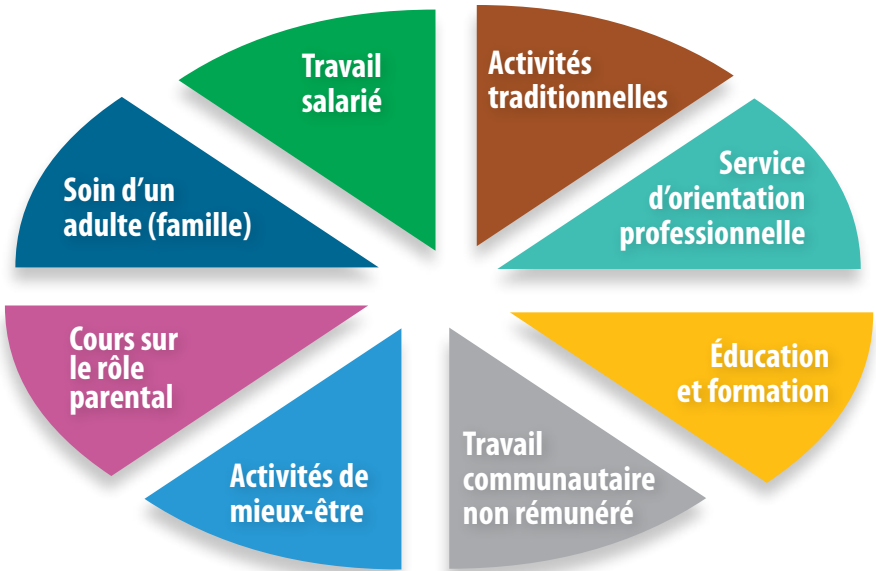 Travail
salarié
Activités
traditionnelles
Service
d'orientation
professionnelle
Éducation
et formation
Travail
communautaire
non rémunéré
Activités de
mieux-être
Cours sur
le rôle
parental
Soin d'un
adulte (famille)